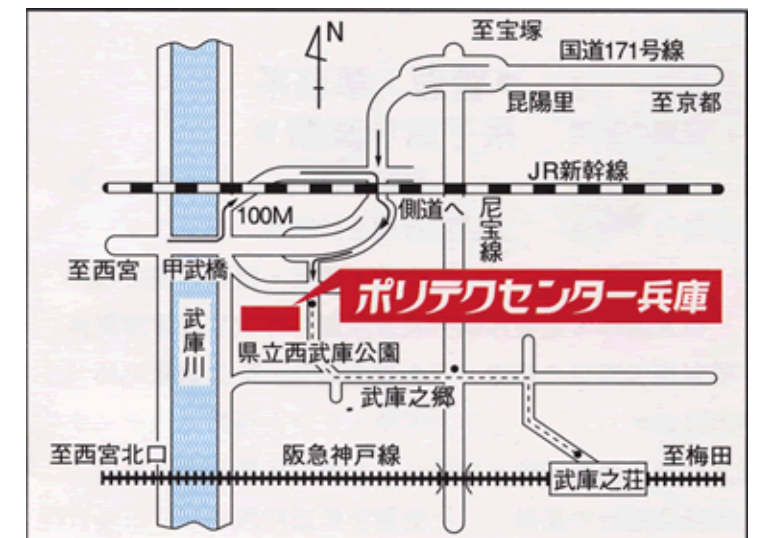 N
至宝塚
国道171号線
昆陽里
至京都
JR新幹線
100M
側道へ
尼宝線
至西宮
甲武橋
ポリテクセンター兵庫
武庫川
県立西武庫公園
武庫之郷
至西宮北口
阪急神戸線
武庫之荘
至梅田